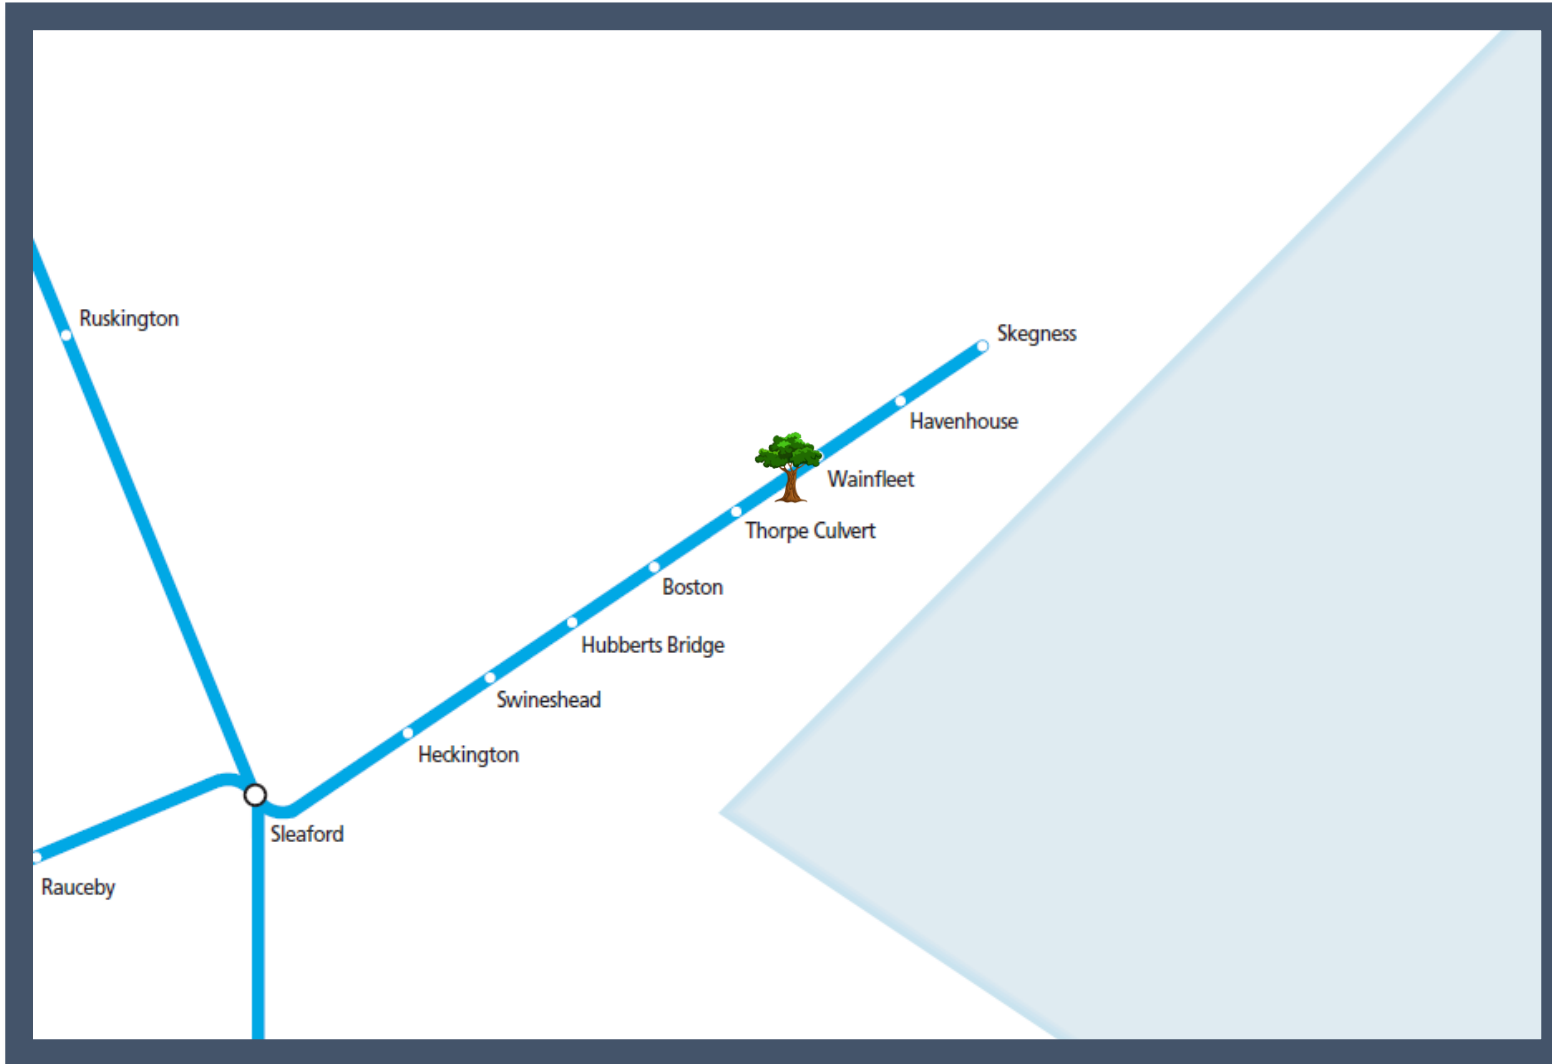 Ruskington
Skegness
Havenhouse
Wainfleet
Thorpe Culvert
Boston
Hubberts Bridge
Swineshead
Heckington
Sleaford
Rauceby